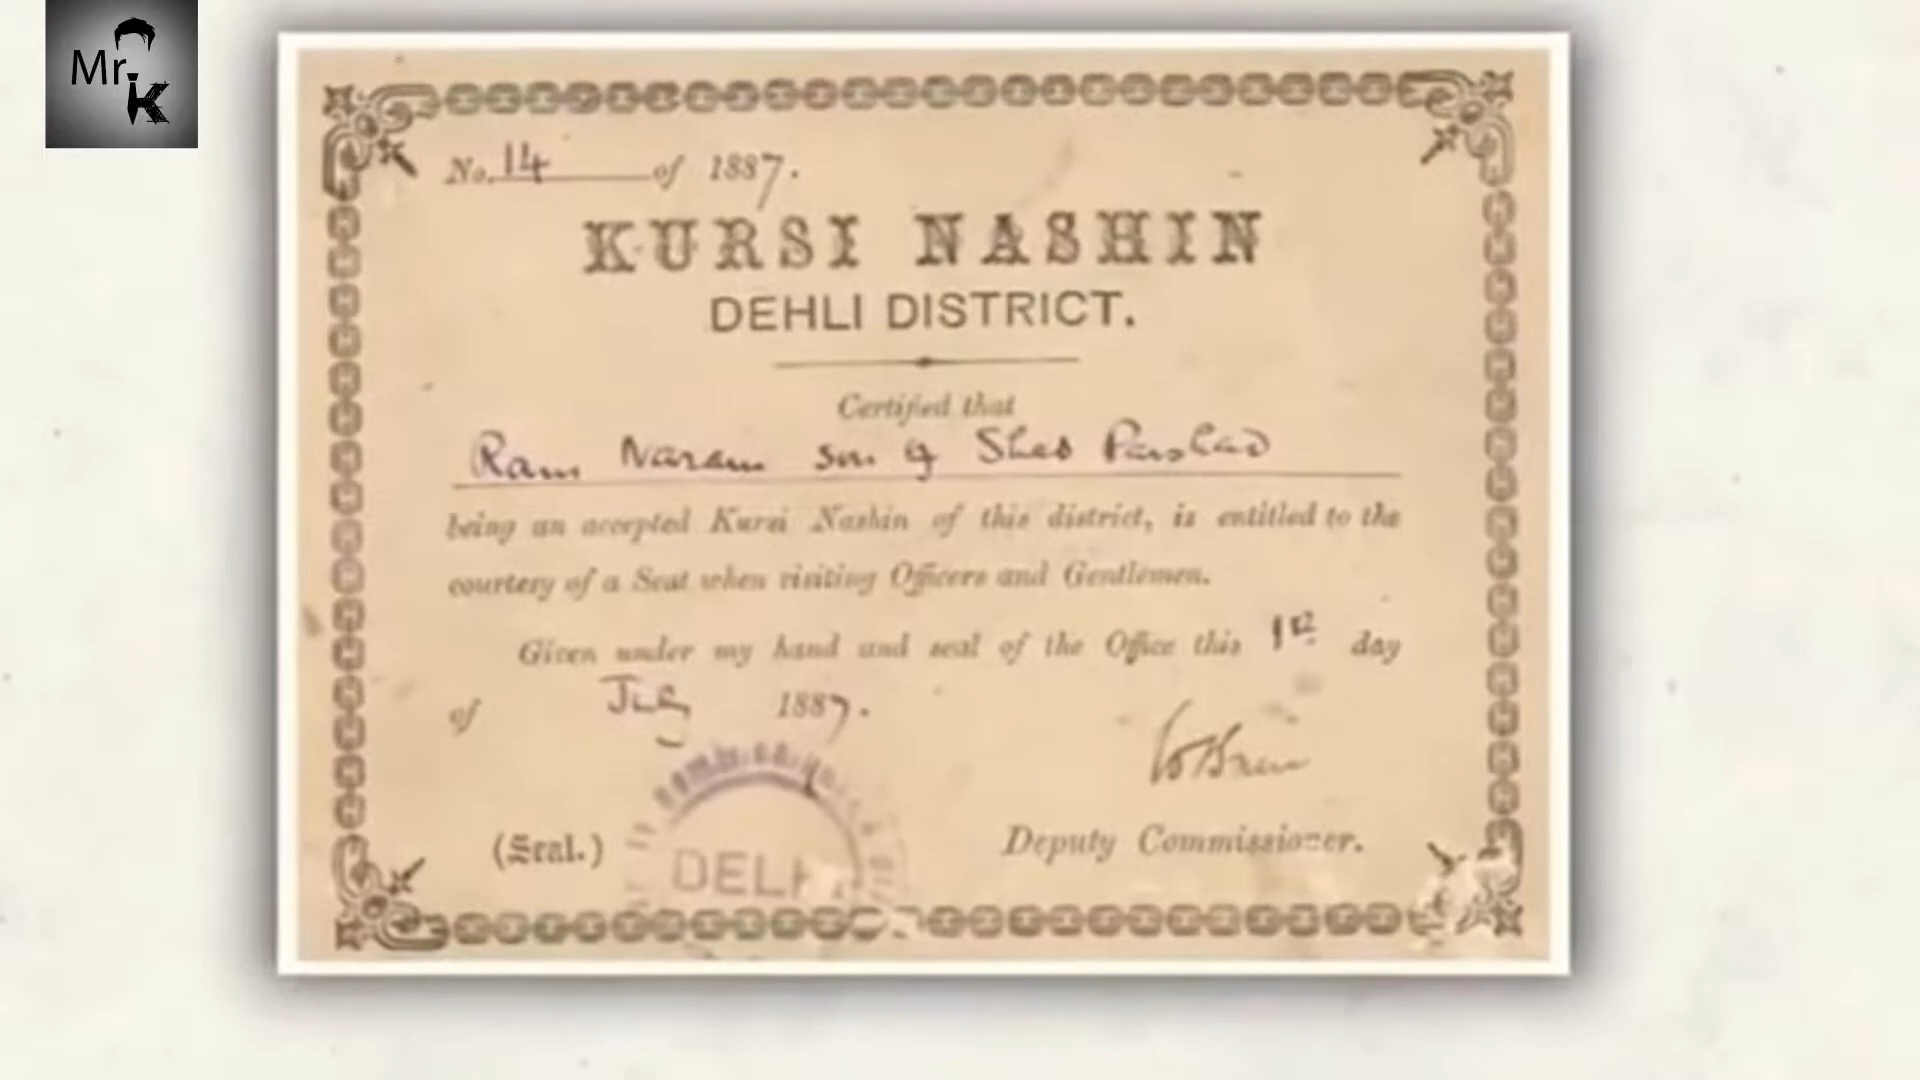 Mr. K
No. 14 of 1887.
KURSI NASHIN
DEHLI DISTRICT.
Certified that
Ram Narain son of Sheo Parshad
being an accepted Kursi Nashin of this district, is entitled to the
courtesy of a Seat when visiting Officers and Gentlemen.
Given under my hand and seal of the Office this 1st day
of July 1887.
(Seal.)
Deputy Commissioner.